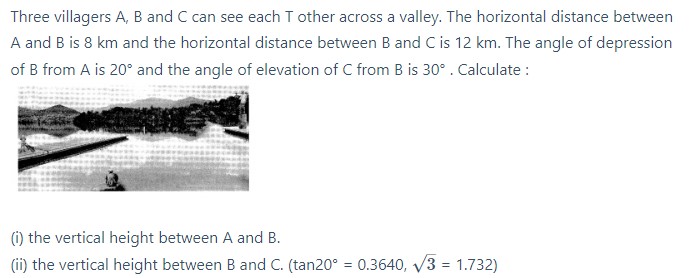 Three villagers A, B and C can see each T other across a valley. The horizontal distance between
A and B is 8 km and the horizontal distance between B and C is 12 km. The angle of depression
of B from A is 20° and the angle of elevation of C from B is 30° . Calculate :
(i) the vertical height between A and B.
(ii) the vertical height between B and C. (tan20° = 0.3640, √3 = 1.732)